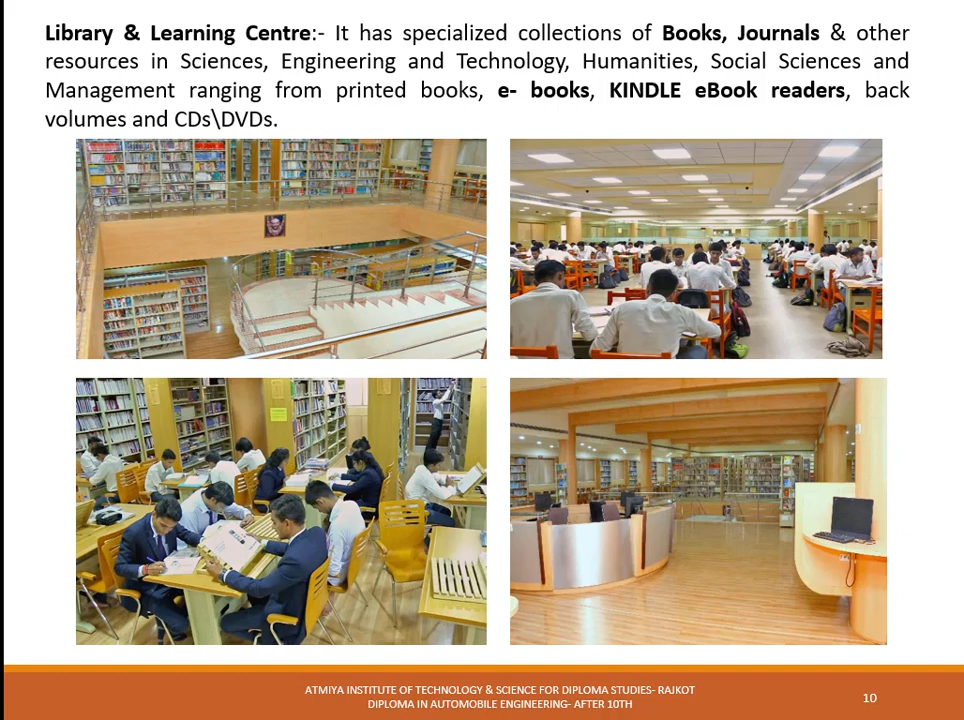 Library & Learning Centre:- It has specialized collections of Books, Journals & other
resources in Sciences, Engineering and Technology, Humanities, Social Sciences and
Management ranging from printed books, e- books, KINDLE eBook readers, back
volumes and CDs\DVDs.
ATMIYA INSTITUTE OF TECHNOLOGY & SCIENCE FOR DIPLOMA STUDIES- RAJKOT
DIPLOMA IN AUTOMOBILE ENGINEERING- AFTER 10TH
10